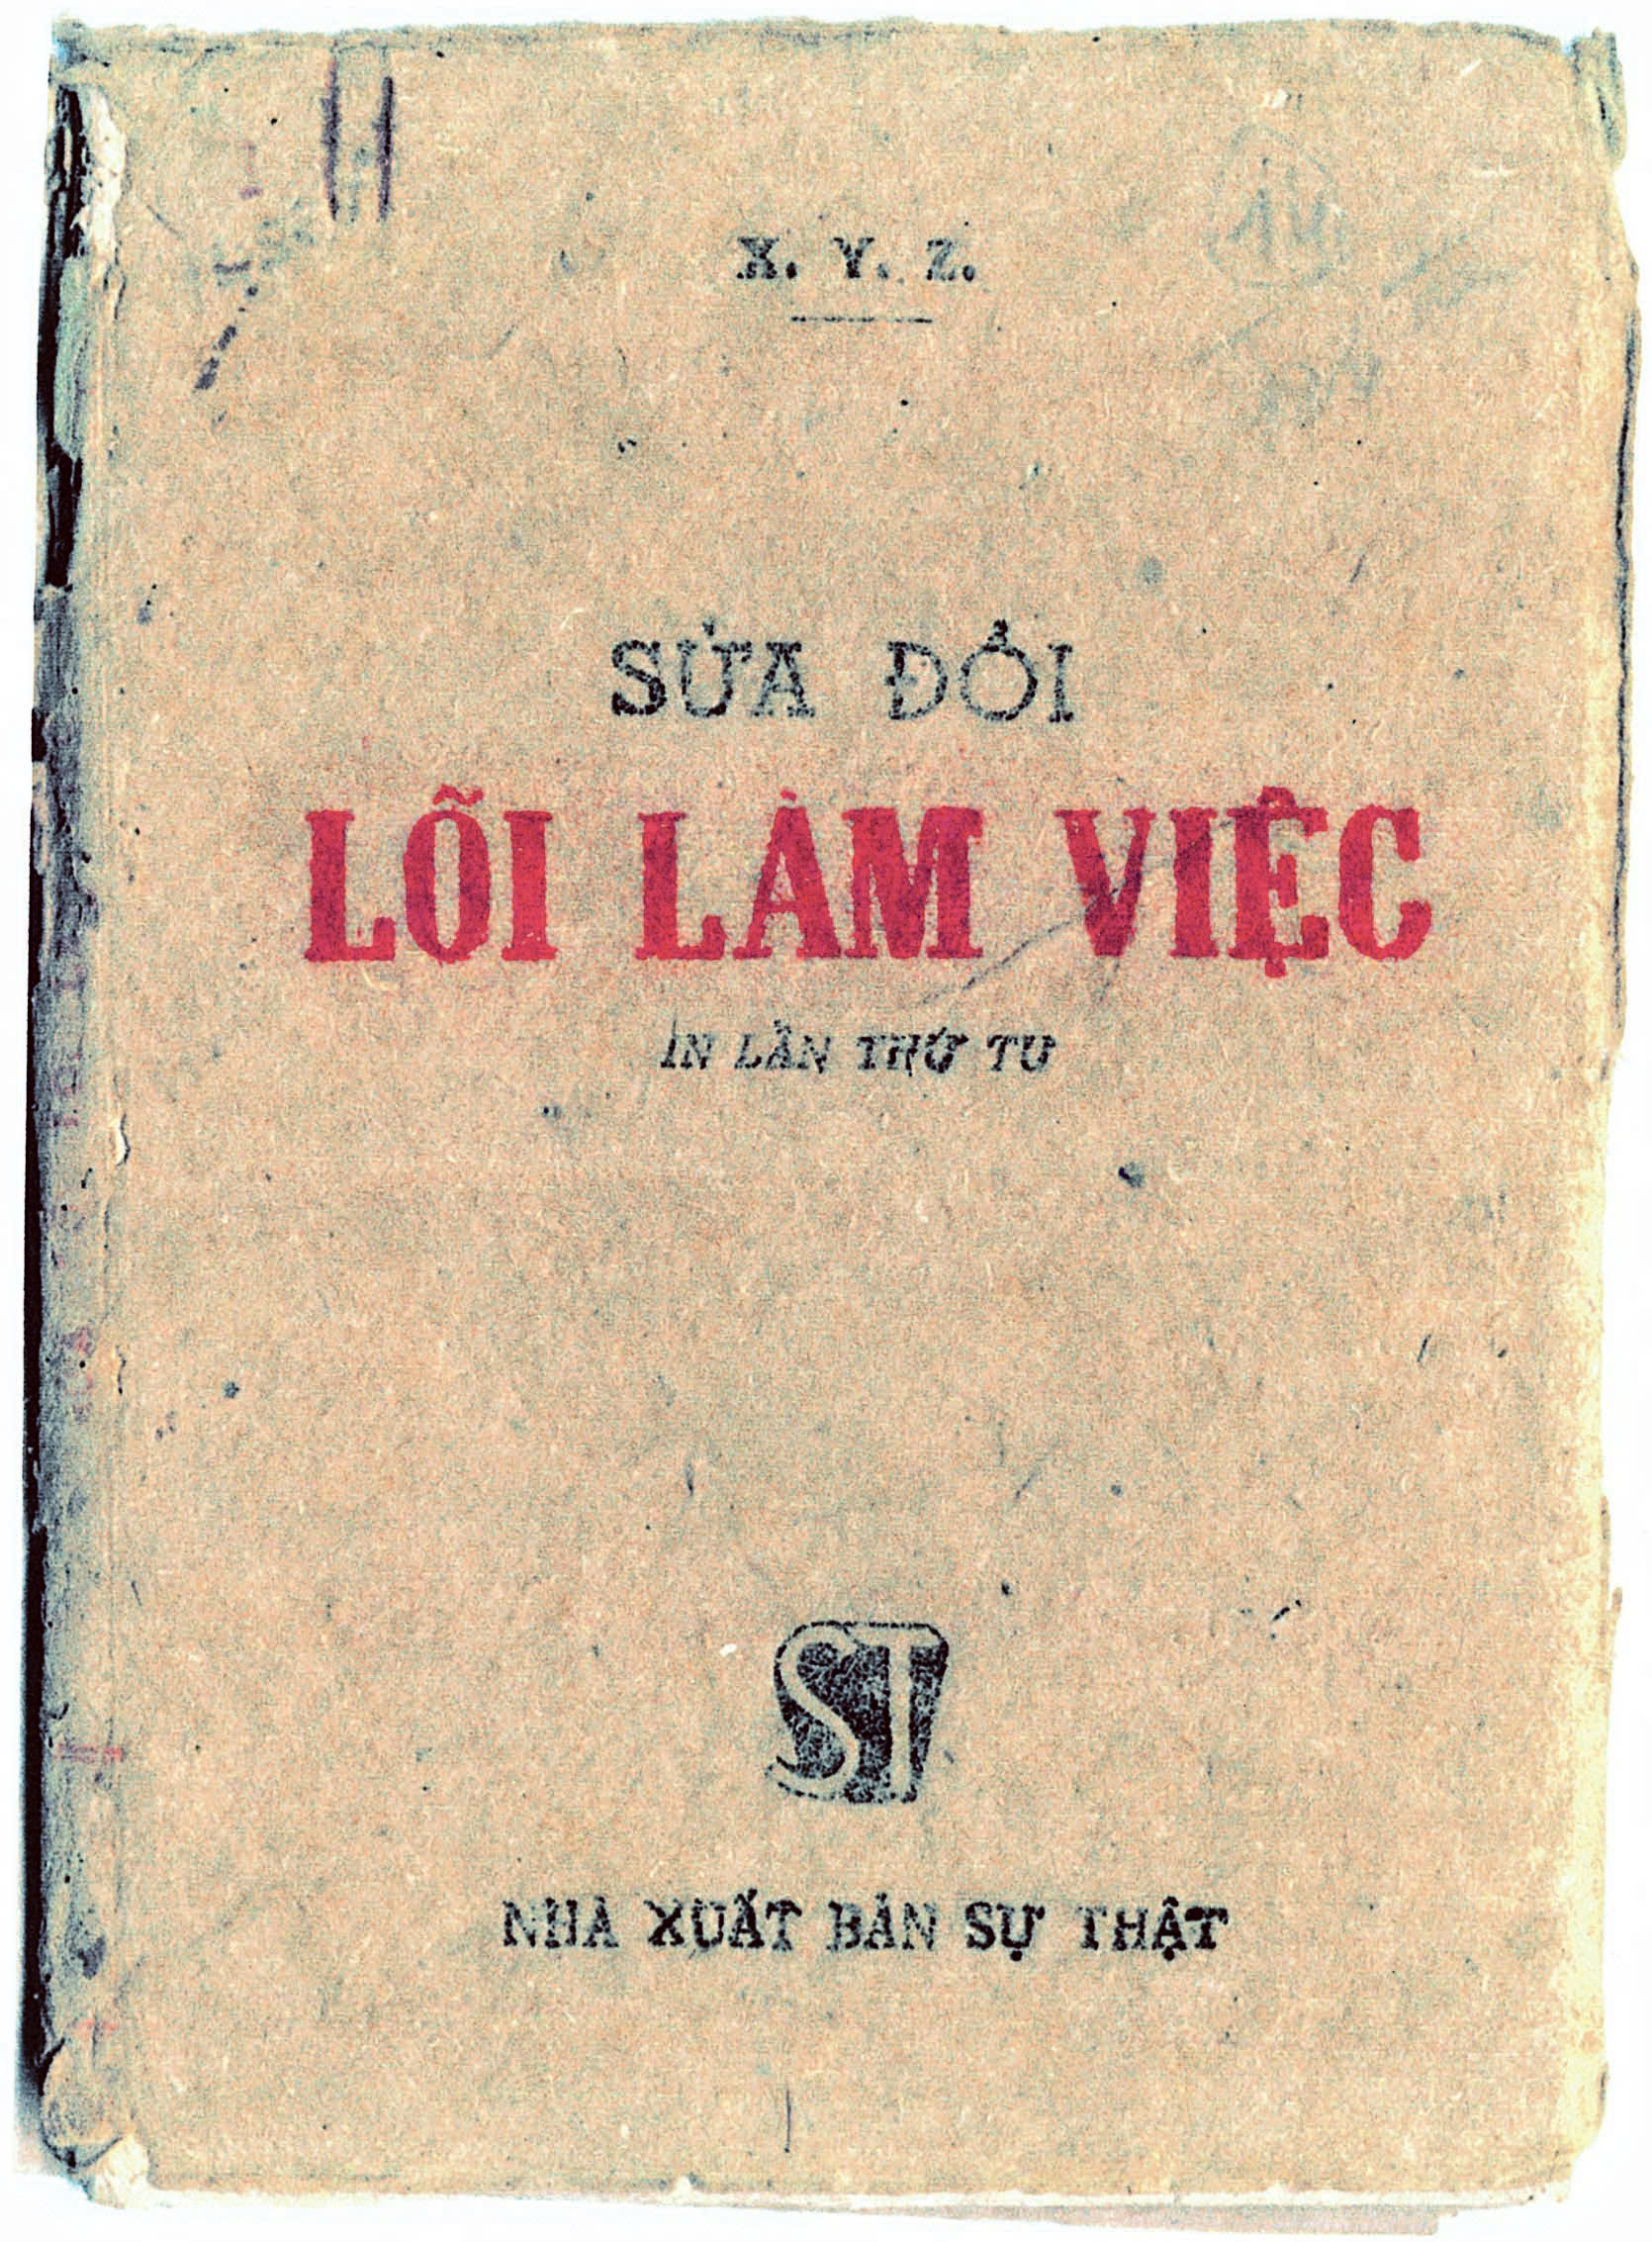 X. Y. Z.
SỬA ĐỔI
LỐI LÀM VIỆC
IN LẦN THỨ TƯ
ST
NHÀ XUẤT BẢN SỰ THẬT